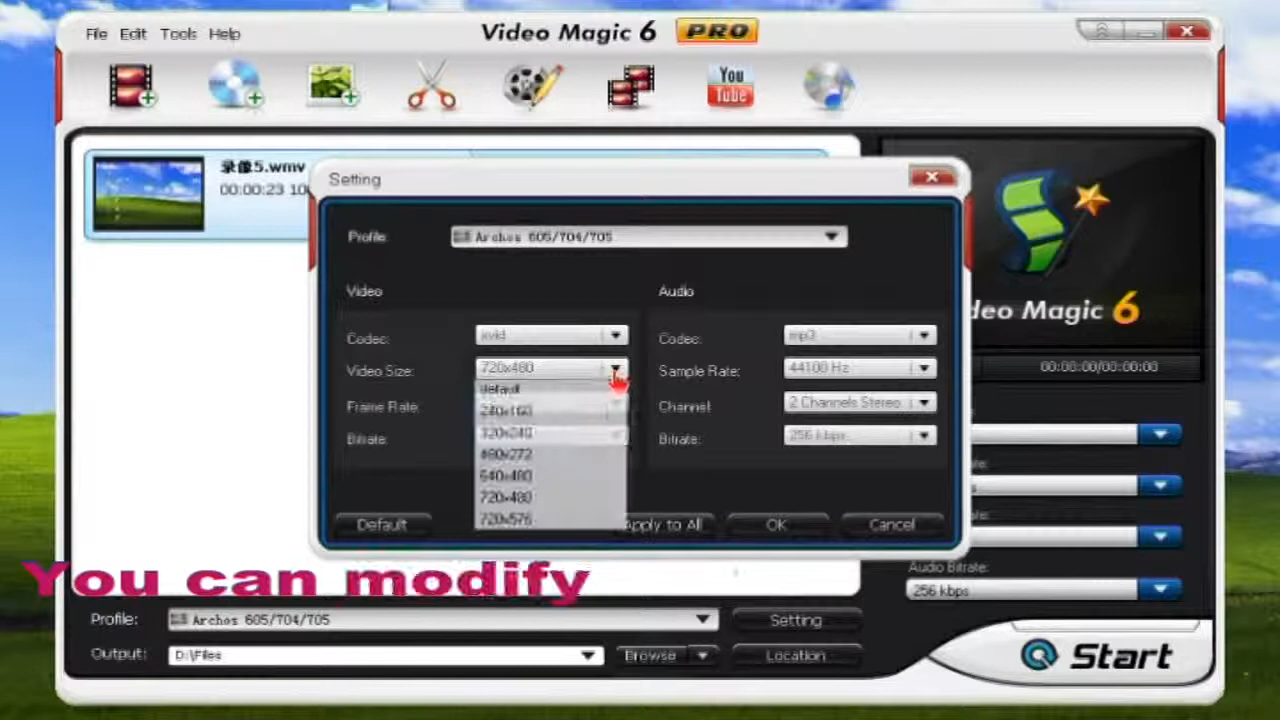 File Edit Tools Help
Video Magic 6 PRO
You Tube
录像5.wmv
00:00:23
Setting
Profile: Archos 605/704/705
Video
Audio
Codec: xvid
Codec: mp3
Video Size: 720x480
Sample Rate: 44100 Hz
default
240x160
Frame Rate:
Channel: 2 Channels Stereo
320x240
Bitrate:
Bitrate: 256 kbps
480x272
640x480
720x480
720x576
Default
Apply to All
OK
Cancel
deo Magic 6
00:00:00/00:00:00
Audio Bitrate:
256 kbps
You can modify
Profile: Archos 605/704/705
Setting
Output: D:\Files
Browse
Location
Start